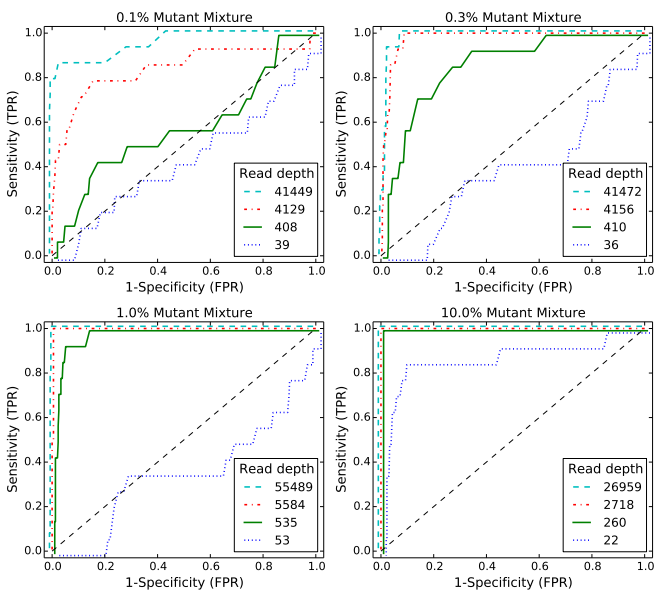 0.1% Mutant Mixture
1.0
0.8
0.6
0.4
0.2
0.0
Sensitivity (TPR)
Read depth
41449
4129
408
39
0.0 0.2 0.4 0.6 0.8 1.0
1-Specificity (FPR)
0.3% Mutant Mixture
1.0
0.8
0.6
0.4
0.2
0.0
Sensitivity (TPR)
Read depth
41472
4156
410
36
0.0 0.2 0.4 0.6 0.8 1.0
1-Specificity (FPR)
1.0% Mutant Mixture
1.0
0.8
0.6
0.4
0.2
0.0
Sensitivity (TPR)
Read depth
55489
5584
535
53
0.0 0.2 0.4 0.6 0.8 1.0
1-Specificity (FPR)
10.0% Mutant Mixture
1.0
0.8
0.6
0.4
0.2
0.0
Sensitivity (TPR)
Read depth
26959
2718
260
22
0.0 0.2 0.4 0.6 0.8 1.0
1-Specificity (FPR)